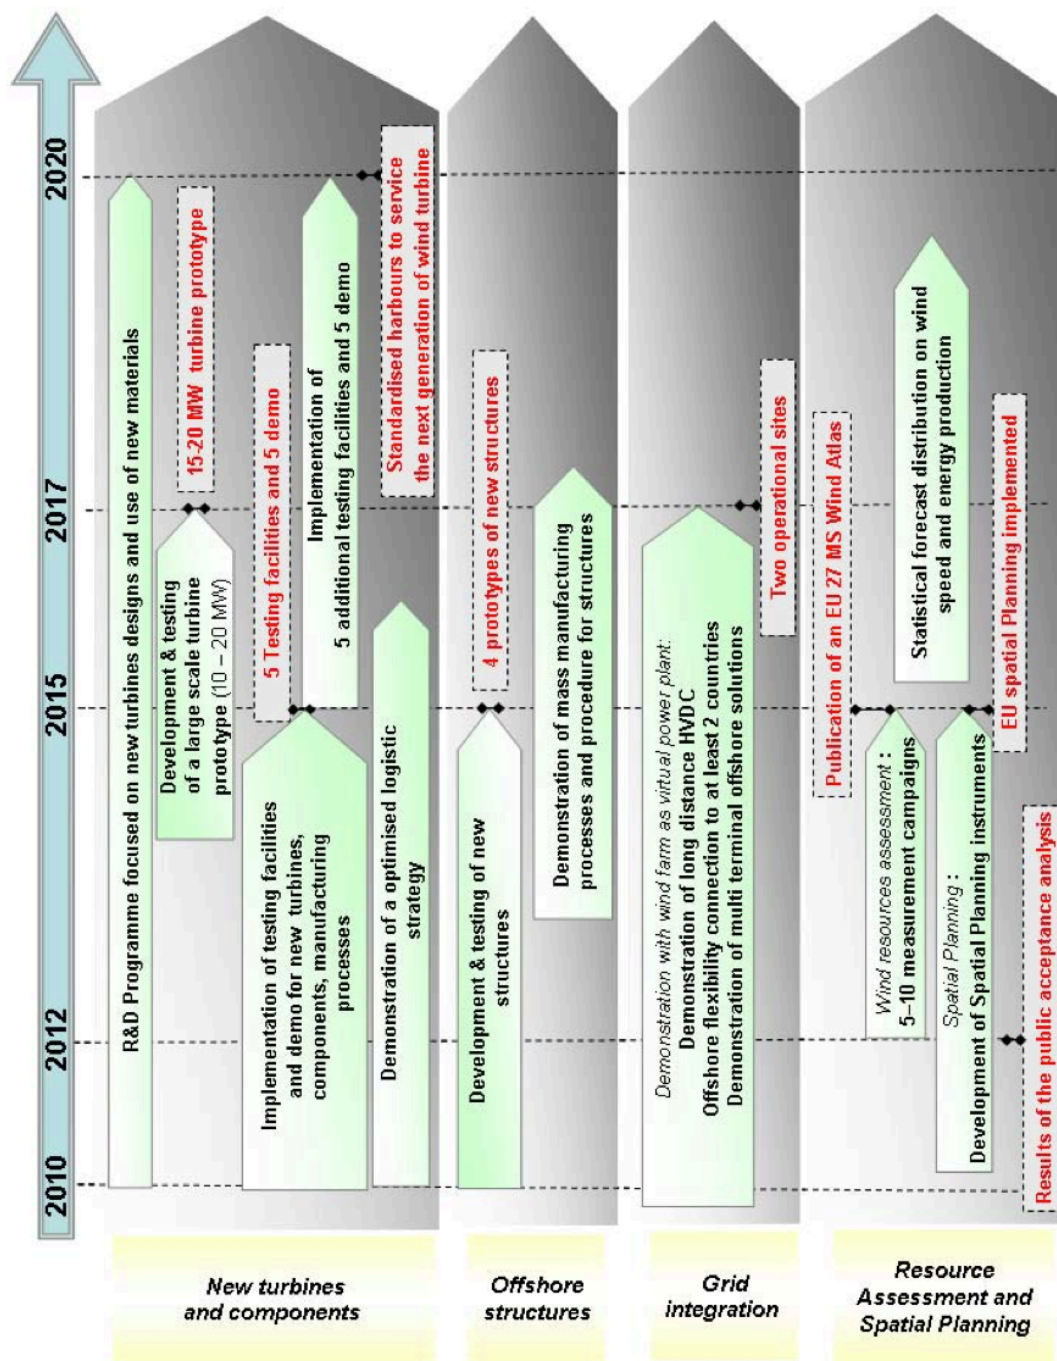 2010
2012
2015
2017
2020
New turbines
and components
R&D Programme focused on new turbines designs and use of new materials
Development & testing
of a large scale turbine
prototype (10 – 20 MW)
15-20 MW turbine prototype
Implementation of testing facilities
and demo for new turbines,
components, manufacturing
processes
5 Testing facilities and 5 demo
Implementation of
5 additional testing facilities and 5 demo
Demonstration of a optimised logistic
strategy
Standardised harbours to service
the next generation of wind turbine
Offshore
structures
Development & testing of new
structures
4 prototypes of new structures
Demonstration of mass manufacturing
processes and procedure for structures
Grid
integration
Demonstration with wind farm as virtual power plant:
Demonstration of long distance HVDC
Offshore flexibility connection to at least 2 countries
Demonstration of multi terminal offshore solutions
Two operational sites
Resource
Assessment and
Spatial Planning
Publication of an EU 27 MS Wind Atlas
Wind resources assessment :
5–10 measurement campaigns
Statistical forecast distribution on wind
speed and energy production
Spatial Planning :
Development of Spatial Planning instruments
EU spatial Planning implemented
Results of the public acceptance analysis